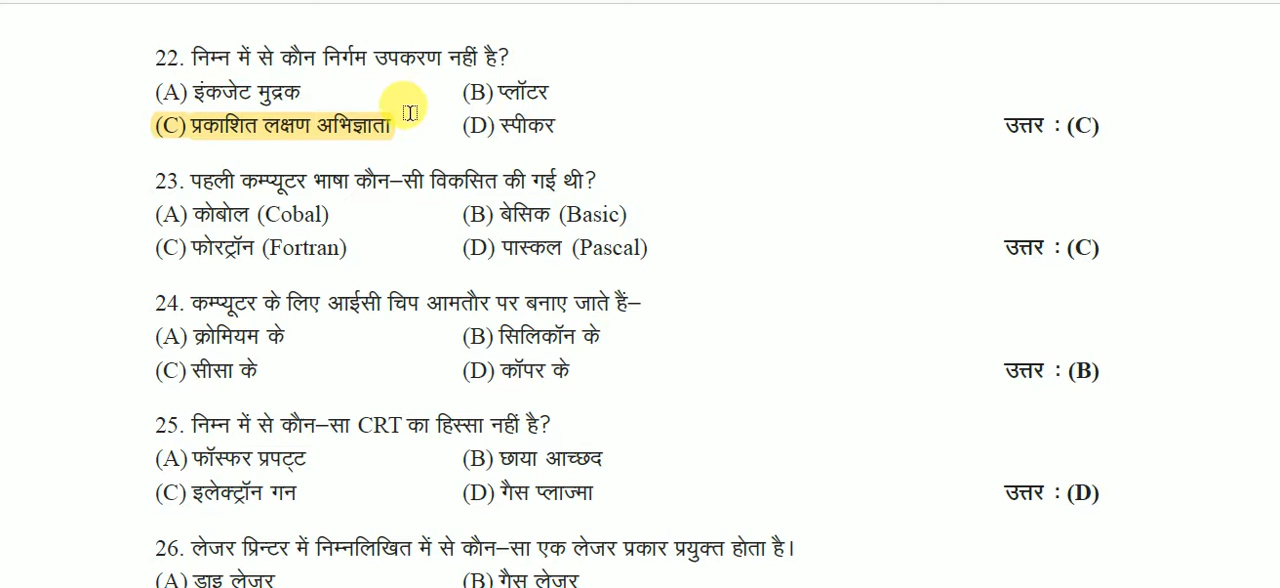 22. निम्न में से कौन निर्गम उपकरण नहीं है?
(A) इंकजेट मुद्रक (B) प्लॉटर
(C) प्रकाशित लक्षण अभिज्ञाता (D) स्पीकर उत्तर : (C)
23. पहली कम्प्यूटर भाषा कौन–सी विकसित की गई थी?
(A) कोबोल (Cobal) (B) बेसिक (Basic)
(C) फोरट्रॉन (Fortran) (D) पास्कल (Pascal) उत्तर : (C)
24. कम्प्यूटर के लिए आईसी चिप आमतौर पर बनाए जाते हैं–
(A) क्रोमियम के (B) सिलिकॉन के
(C) सीसा के (D) कॉपर के उत्तर : (B)
25. निम्न में से कौन–सा CRT का हिस्सा नहीं है?
(A) फॉस्फर प्रपट्ट (B) छाया आच्छद
(C) इलेक्ट्रॉन गन (D) गैस प्लाज्मा उत्तर : (D)
26. लेजर प्रिन्टर में निम्नलिखित में से कौन–सा एक लेजर प्रकार प्रयुक्त होता है।
(A) डाइ लेजर (B) गैस लेजर